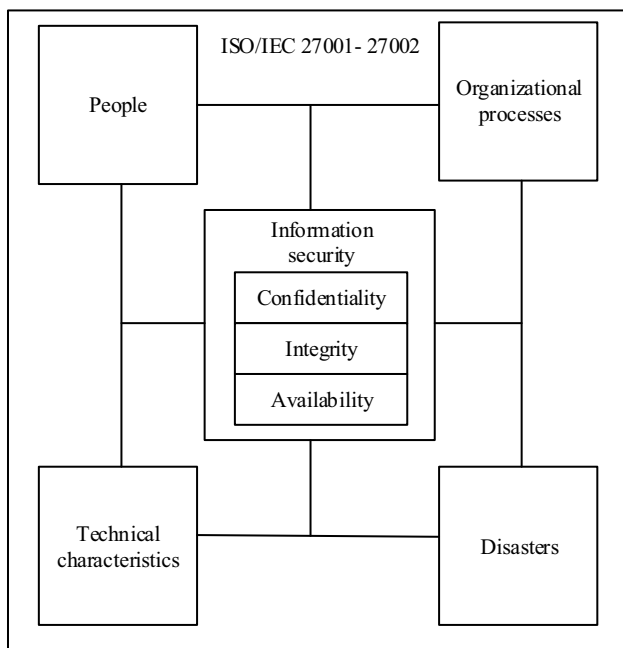 ISO/IEC 27001- 27002
People
Organizational
processes
Information
security
Confidentiality
Integrity
Availability
Technical
characteristics
Disasters